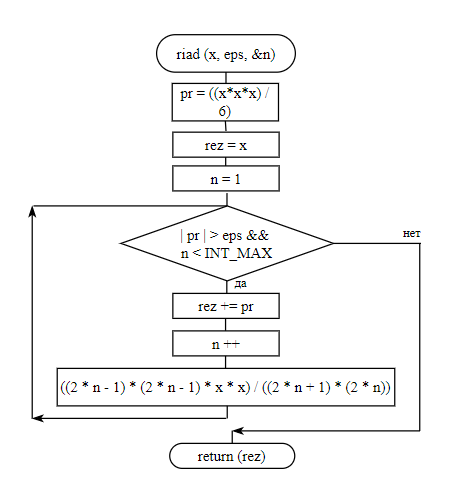 riad (x, eps, &n)
pr = ((x*x*x) /
6)
rez = x
n = 1
| pr | > eps &&
n < INT_MAX
нет
да
rez += pr
n ++
((2 * n - 1) * (2 * n - 1) * x * x) / ((2 * n + 1) * (2 * n))
return (rez)